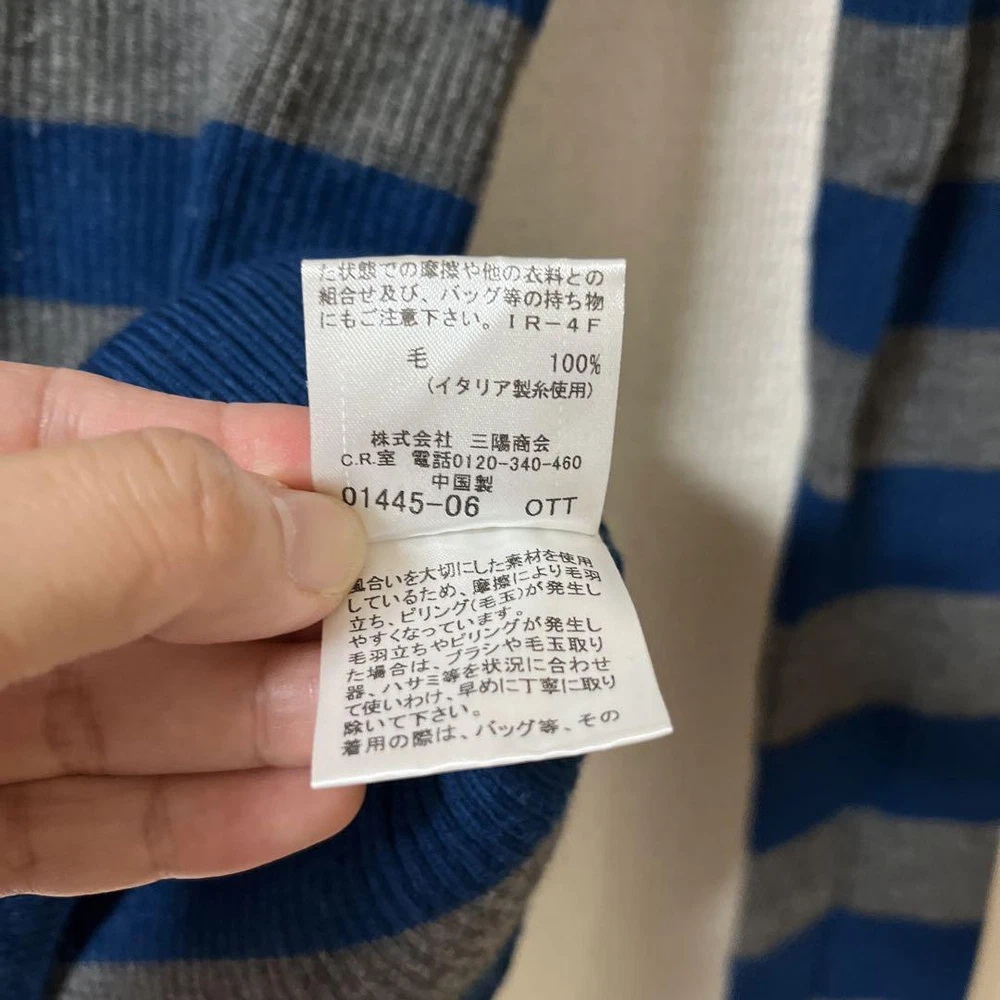 た状態での摩擦や他の衣料との
組合せ及び、バッグ等の持ち物
にもご注意下さい。IR-4F
毛 100%
(イタリア製糸使用)
株式会社 三陽商会
C.R.室 電話0120-340-460
中国製
01445-06 OTT
風合いを大切にした素材を使用
しているため、摩擦により毛羽
立ち、ピリング(毛玉)が発生し
やすくなっています。
毛羽立ちやピリングが発生し
た場合は、ブラシや毛玉取り
器、ハサミ等を状況に合わせ
て使いわけ、早めに丁寧に取り
除いて下さい。
着用の際は、バッグ等、その